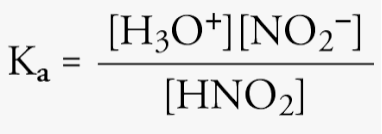 Kₐ = [H₃O⁺][NO₂⁻] / [HNO₂]